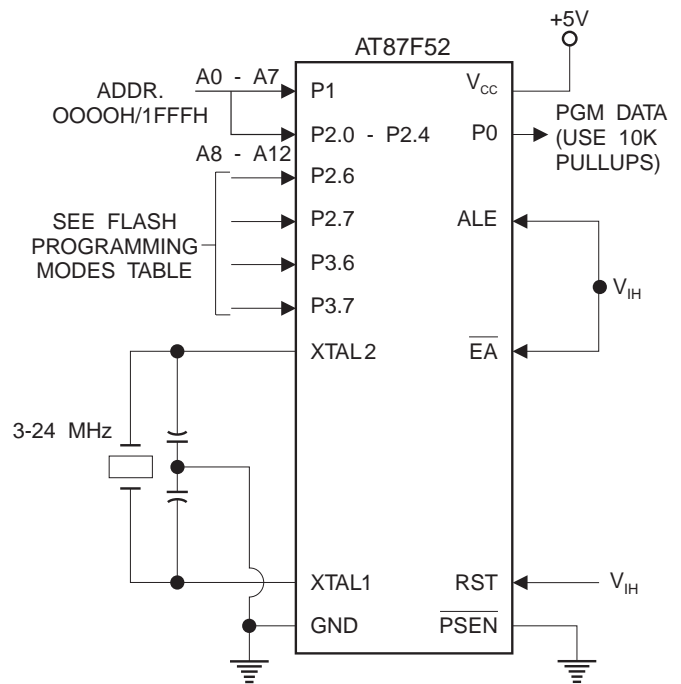 +5V
AT87F52
A0 - A7
ADDR.
OOOOH/1FFFH
P1
VCC
PGM DATA
(USE 10K
PULLUPS)
P2.0 - P2.4
P0
A8 - A12
P2.6
SEE FLASH
PROGRAMMING
MODES TABLE
P2.7
ALE
P3.6
VIH
P3.7
XTAL2
EA
3-24 MHz
XTAL1
RST
VIH
GND
PSEN